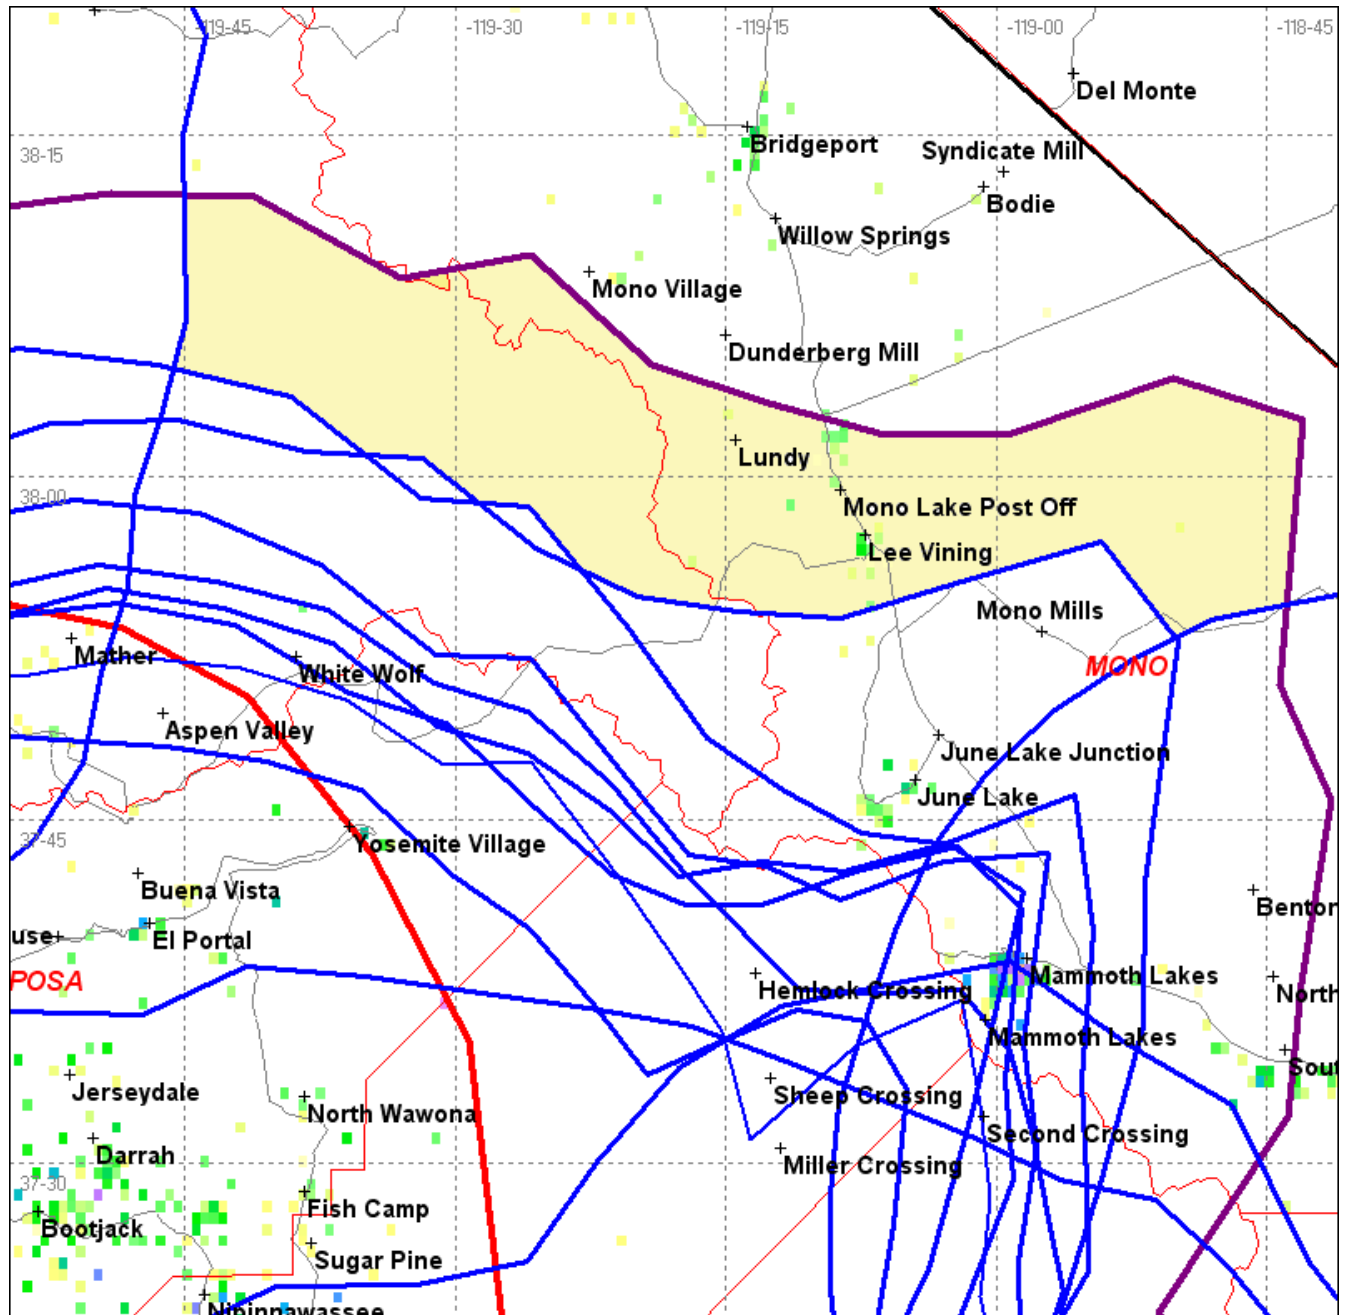 -119-45
-119-30
-119-15
-119-00
-118-45
Del Monte
Bridgeport
Syndicate Mill
38-15
Bodie
Willow Springs
Mono Village
Dunderberg Mill
Lundy
38-00
Mono Lake Post Off
Lee Vining
Mono Mills
Mather
White Wolf
MONO
Aspen Valley
June Lake Junction
June Lake
37-45
Yosemite Village
Buena Vista
Benton
use
El Portal
POSA
Hemlock Crossing
Mammoth Lakes
North
Mammoth Lakes
Sout
Jerseydale
Sheep Crossing
North Wawona
Second Crossing
Darrah
Miller Crossing
37-30
Fish Camp
Bootjack
Sugar Pine
Nipinnawassee